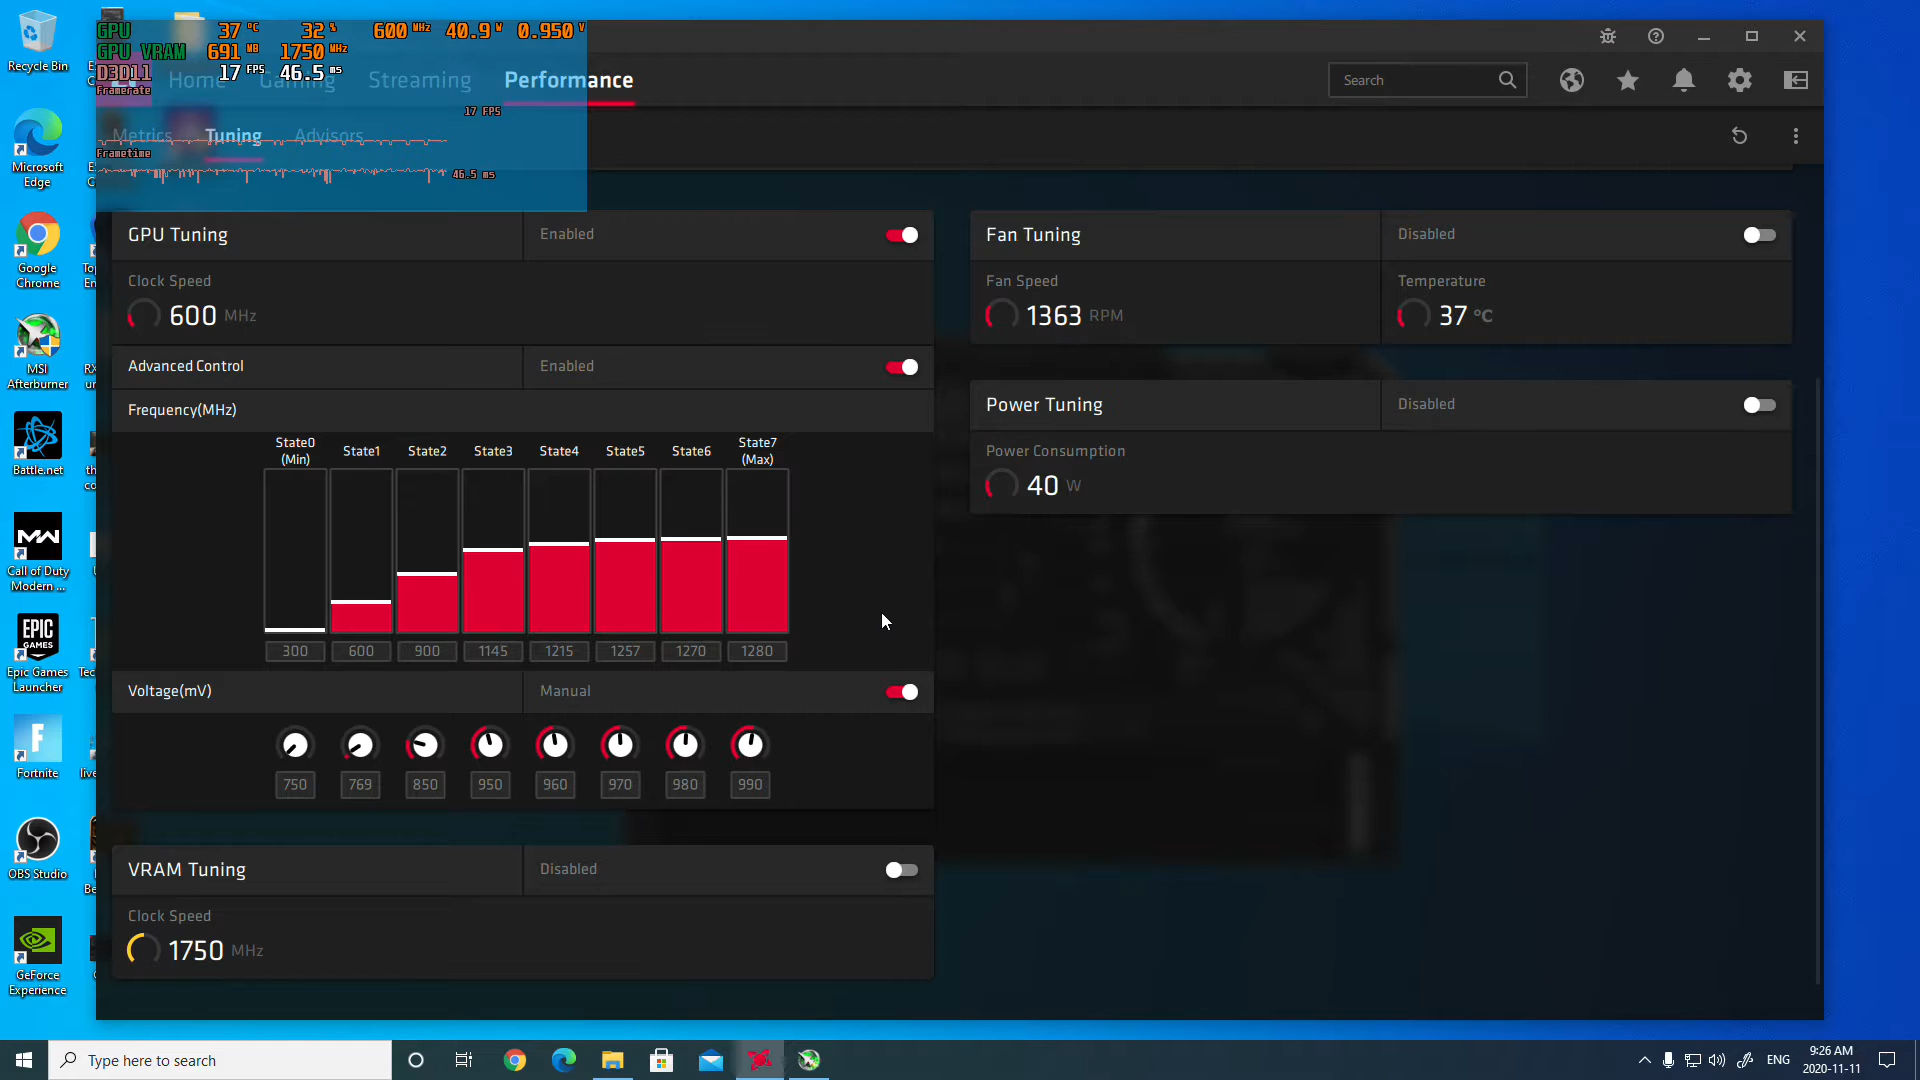 GPU 37 °C 32 % 600 MHz 40.9 W 0.950 V
GPU VRAM 691 MB 1750 MHz
D3D11 17 FPS 46.5 ms
Framerate
17 FPS
Frametime
46.5 ms
Home Gaming Streaming Performance
Search
Metrics Tuning Advisors
GPU Tuning Enabled
Clock Speed
600 MHz
Advanced Control Enabled
Frequency(MHz)
State0 (Min) State1 State2 State3 State4 State5 State6 State7 (Max)
300 600 900 1145 1215 1257 1270 1280
Voltage(mV) Manual
750 769 850 950 960 970 980 990
VRAM Tuning Disabled
Clock Speed
1750 MHz
Fan Tuning Disabled
Fan Speed Temperature
1363 RPM 37 °C
Power Tuning Disabled
Power Consumption
40 W
Recycle Bin
Microsoft
Edge
Google
Chrome
MSI
Afterburner
Battle.net
MW
Call of Duty
Modern ...
EPIC
GAMES
Epic Games
Launcher
Fortnite
OBS Studio
GeForce
Experience
Type here to search
ENG
9:26 AM
2020-11-11